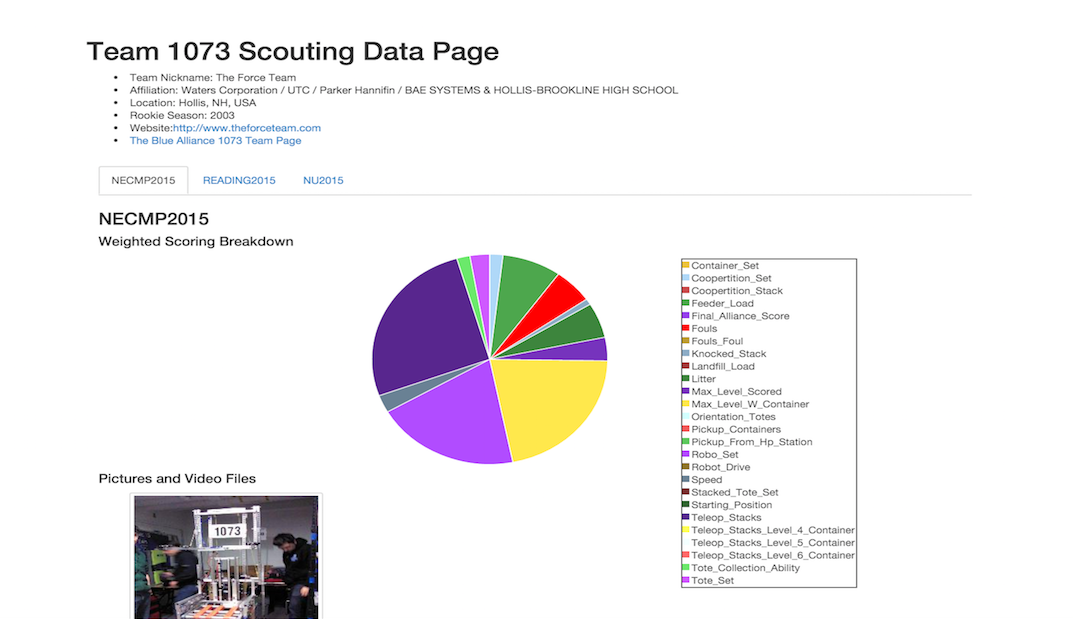 Team 1073 Scouting Data Page
• Team Nickname: The Force Team
• Affiliation: Waters Corporation / UTC / Parker Hannifin / BAE SYSTEMS & HOLLIS-BROOKLINE HIGH SCHOOL
• Location: Hollis, NH, USA
• Rookie Season: 2003
• Website:http://www.theforceteam.com
• The Blue Alliance 1073 Team Page
NECMP2015 READING2015 NU2015
NECMP2015
Weighted Scoring Breakdown
Container_Set
Coopertition_Set
Coopertition_Stack
Feeder_Load
Final_Alliance_Score
Fouls
Fouls_Foul
Knocked_Stack
Landfill_Load
Litter
Max_Level_Scored
Max_Level_W_Container
Orientation_Totes
Pickup_Containers
Pickup_From_Hp_Station
Robo_Set
Robot_Drive
Speed
Stacked_Tote_Set
Starting_Position
Teleop_Stacks
Teleop_Stacks_Level_4_Container
Teleop_Stacks_Level_5_Container
Teleop_Stacks_Level_6_Container
Tote_Collection_Ability
Tote_Set
Pictures and Video Files
1073